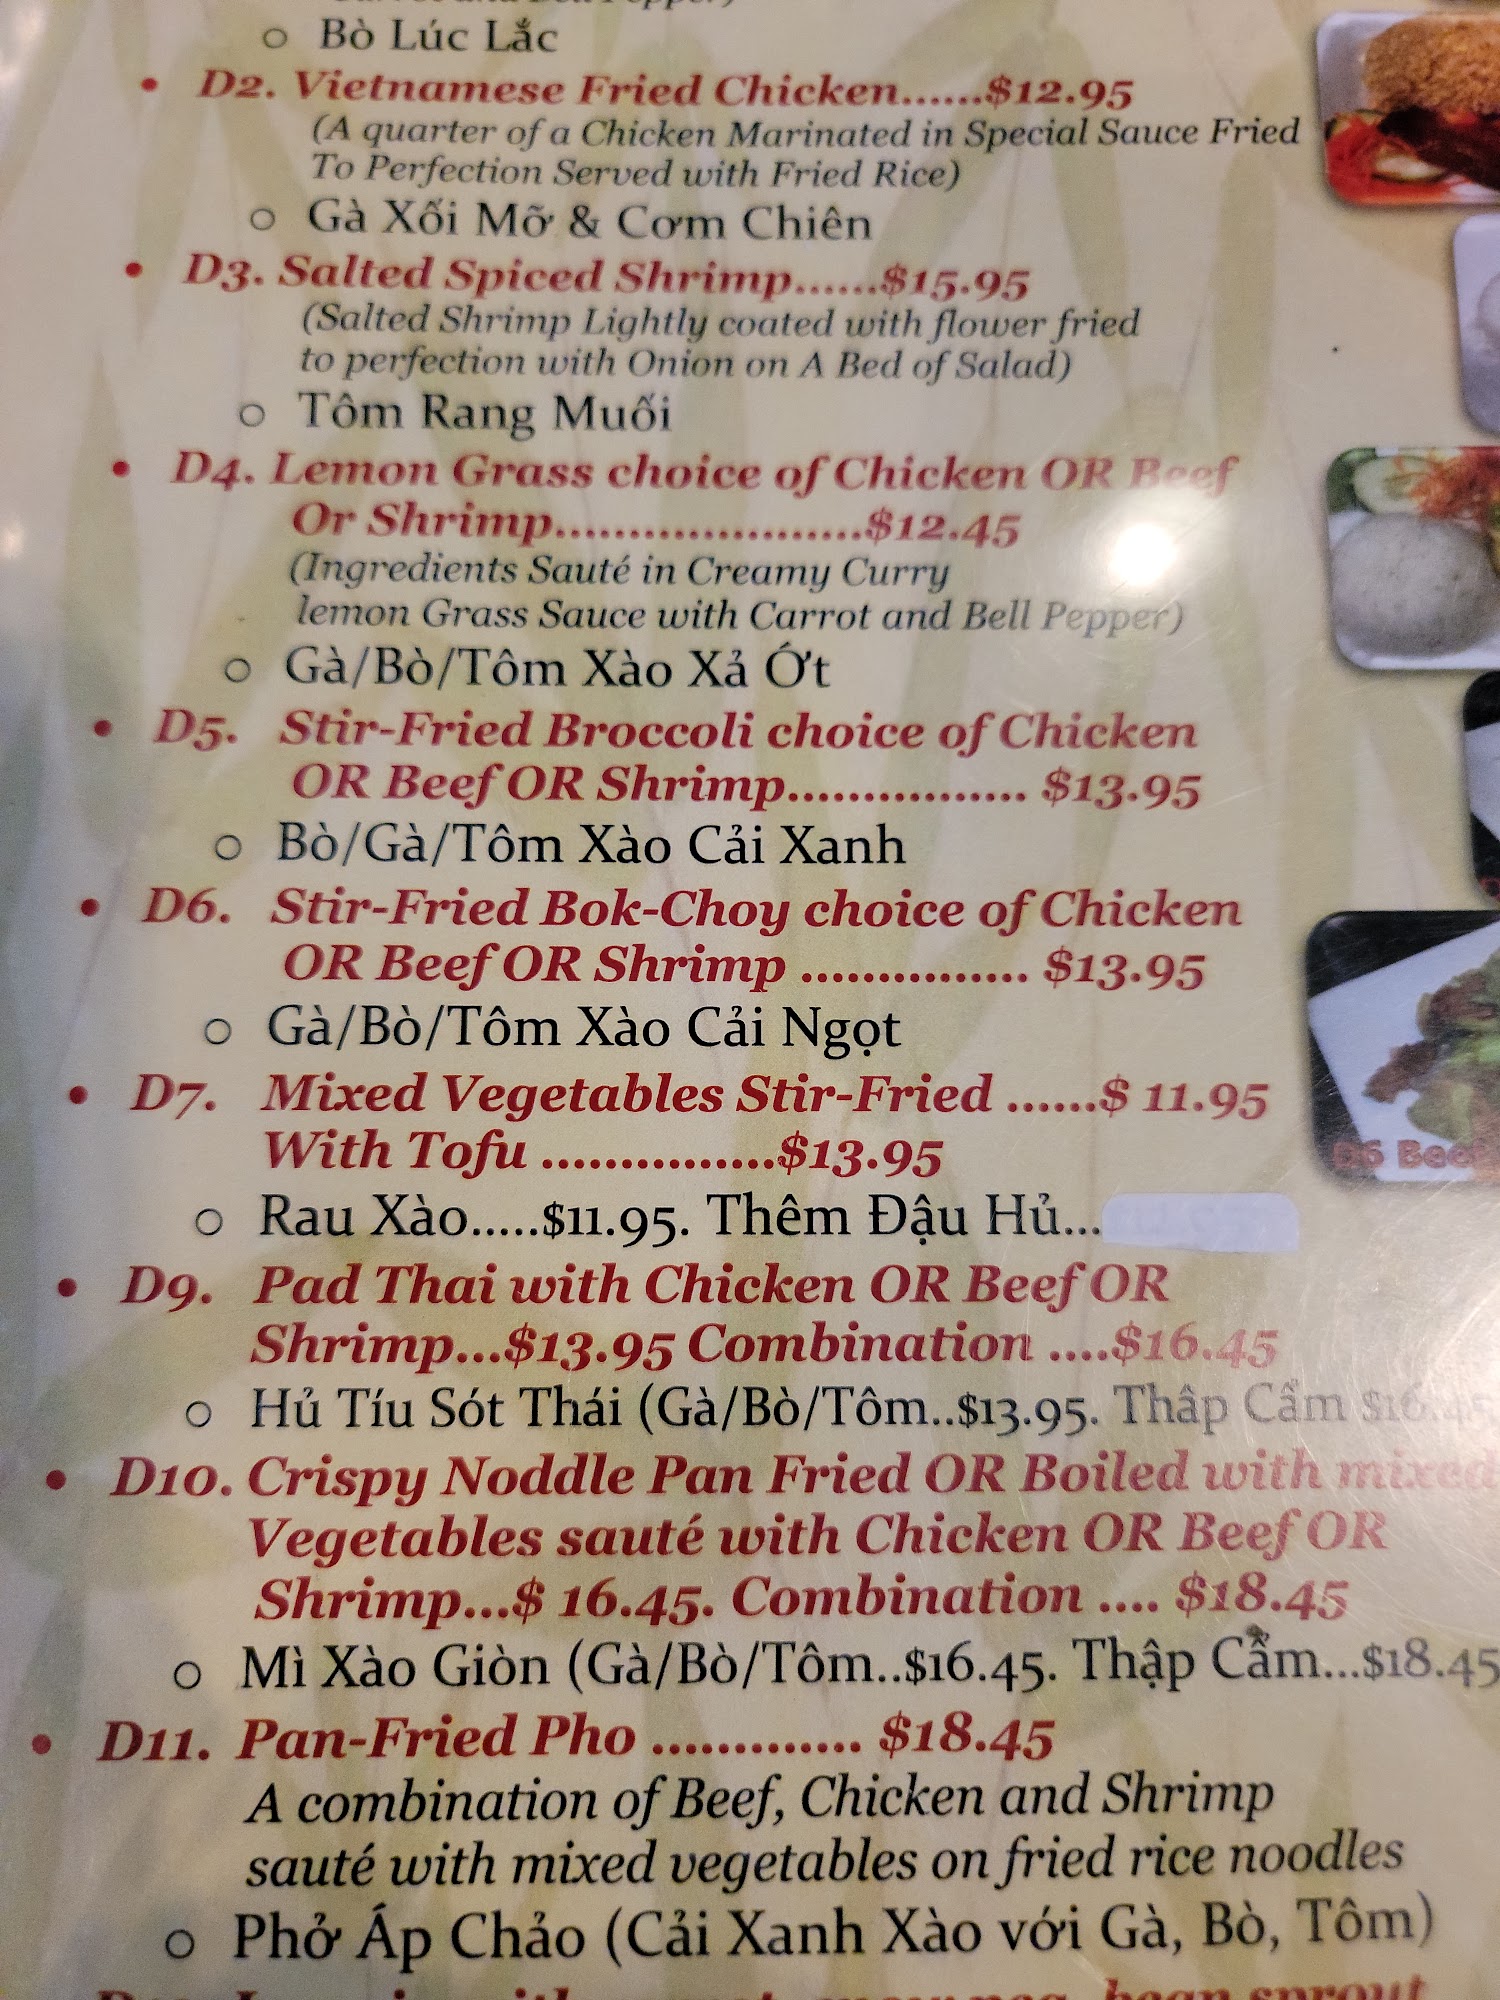 ○ Bò Lúc Lắc
• D2. Vietnamese Fried Chicken......$12.95
(A quarter of a Chicken Marinated in Special Sauce Fried
To Perfection Served with Fried Rice)
○ Gà Xối Mỡ & Cơm Chiên
• D3. Salted Spiced Shrimp......$15.95
(Salted Shrimp Lightly coated with flower fried
to perfection with Onion on A Bed of Salad)
○ Tôm Rang Muối
• D4. Lemon Grass choice of Chicken OR Beef
Or Shrimp.....................$12.45
(Ingredients Sauté in Creamy Curry
lemon Grass Sauce with Carrot and Bell Pepper)
○ Gà/Bò/Tôm Xào Xả Ớt
• D5. Stir-Fried Broccoli choice of Chicken
OR Beef OR Shrimp................ $13.95
○ Bò/Gà/Tôm Xào Cải Xanh
• D6. Stir-Fried Bok-Choy choice of Chicken
OR Beef OR Shrimp ............... $13.95
○ Gà/Bò/Tôm Xào Cải Ngọt
• D7. Mixed Vegetables Stir-Fried ......$ 11.95
With Tofu ...............$13.95
○ Rau Xào.....$11.95. Thêm Đậu Hủ...
• D9. Pad Thai with Chicken OR Beef OR
Shrimp...$13.95 Combination ....$16.45
○ Hủ Tíu Sót Thái (Gà/Bò/Tôm..$13.95. Thâp Cẩm $16.45
• D10. Crispy Noddle Pan Fried OR Boiled with mixed
Vegetables sauté with Chicken OR Beef OR
Shrimp...$ 16.45. Combination .... $18.45
○ Mì Xào Giòn (Gà/Bò/Tôm..$16.45. Thập Cẩm...$18.45
• D11. Pan-Fried Pho ............. $18.45
A combination of Beef, Chicken and Shrimp
sauté with mixed vegetables on fried rice noodles
○ Phở Áp Chảo (Cải Xanh Xào với Gà, Bò, Tôm)
D6 Beef